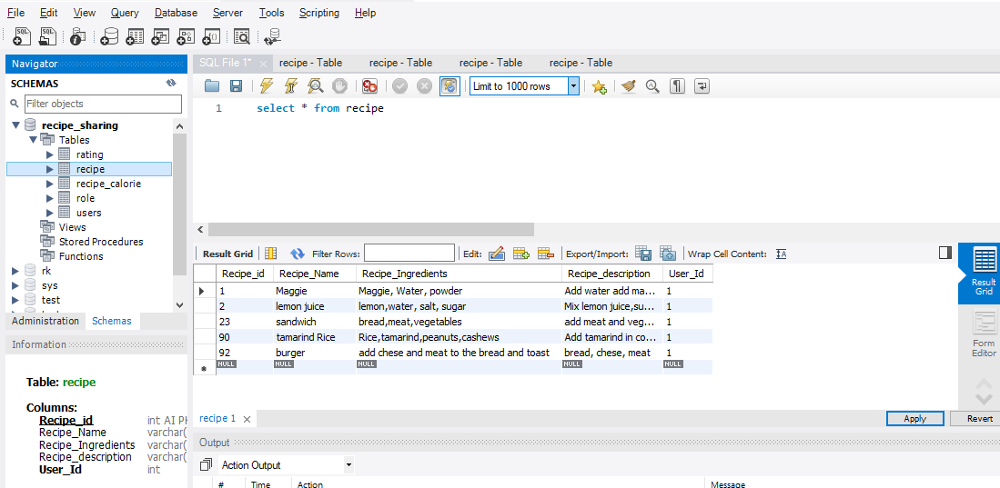 File Edit View Query Database Server Tools Scripting Help
Navigator
SCHEMAS
Filter objects
recipe_sharing
Tables
rating
recipe
recipe_calorie
role
users
Views
Stored Procedures
Functions
rk
sys
test
Administration Schemas
Information
Table: recipe
Columns:
Recipe_id int AI PK
Recipe_Name varchar(
Recipe_Ingredients varchar(
Recipe_description varchar(
User_Id int
SQL File 1* recipe - Table recipe - Table recipe - Table recipe - Table
Limit to 1000 rows
1 select * from recipe
Result Grid Filter Rows: Edit: Export/Import: Wrap Cell Content:
Recipe_id Recipe_Name Recipe_Ingredients Recipe_description User_Id
1 Maggie Maggie, Water, powder Add water add ma... 1
2 lemon juice lemon,water, salt, sugar Mix lemon juice,su... 1
23 sandwich bread,meat,vegetables add meat and veg... 1
90 tamarind Rice Rice,tamarind,peanuts,cashews Add tamarind in co... 1
92 burger add chese and meat to the bread and toast bread, chese, meat 1
NULL NULL NULL NULL NULL
Result Grid
Form Editor
recipe 1 Apply Revert
Output
Action Output
# Time Action Message